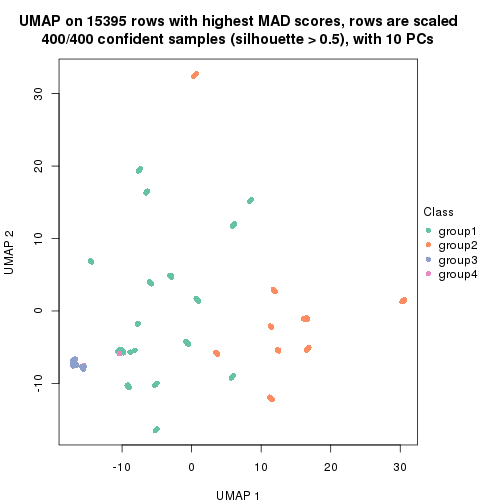 UMAP on 15395 rows with highest MAD scores, rows are scaled
400/400 confident samples (silhouette > 0.5), with 10 PCs
30
20
10
0
-10
UMAP 2
-10
0
10
20
30
UMAP 1
Class
group1
group2
group3
group4